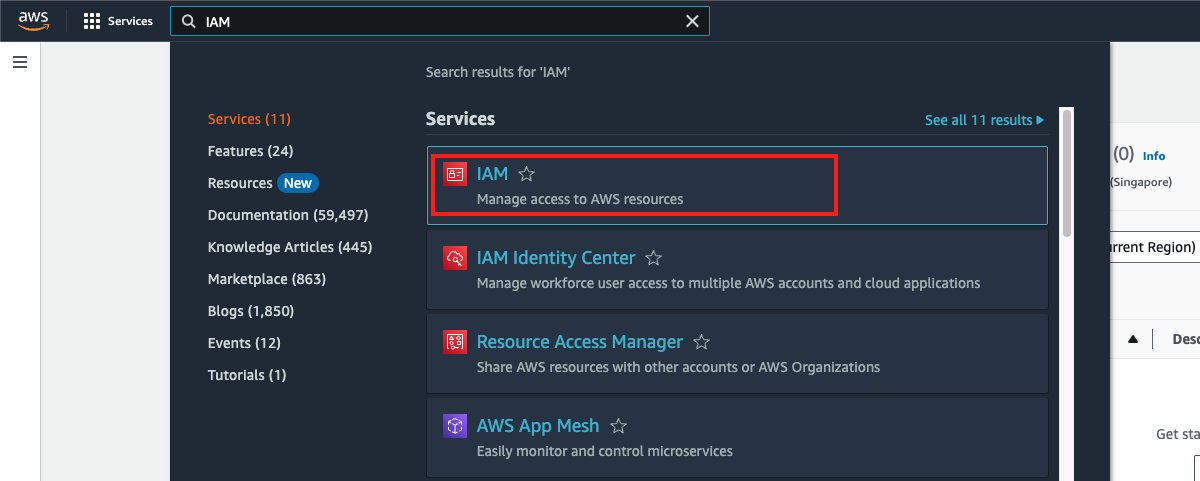 aws
Services
IAM
Search results for 'IAM'
Services (11)
Features (24)
Resources New
Documentation (59,497)
Knowledge Articles (445)
Marketplace (863)
Blogs (1,850)
Events (12)
Tutorials (1)
Services
See all 11 results
IAM
Manage access to AWS resources
IAM Identity Center
Manage workforce user access to multiple AWS accounts and cloud applications
Resource Access Manager
Share AWS resources with other accounts or AWS Organizations
AWS App Mesh
Easily monitor and control microservices
(0) Info
(Singapore)
urrent Region)
Desc
Get sta